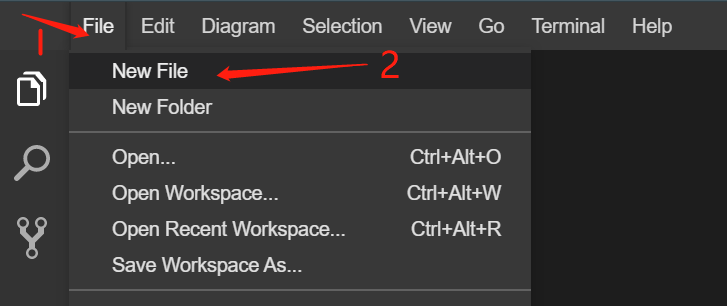 File Edit Diagram Selection View Go Terminal Help
1
New File 2
New Folder
Open... Ctrl+Alt+O
Open Workspace... Ctrl+Alt+W
Open Recent Workspace... Ctrl+Alt+R
Save Workspace As...